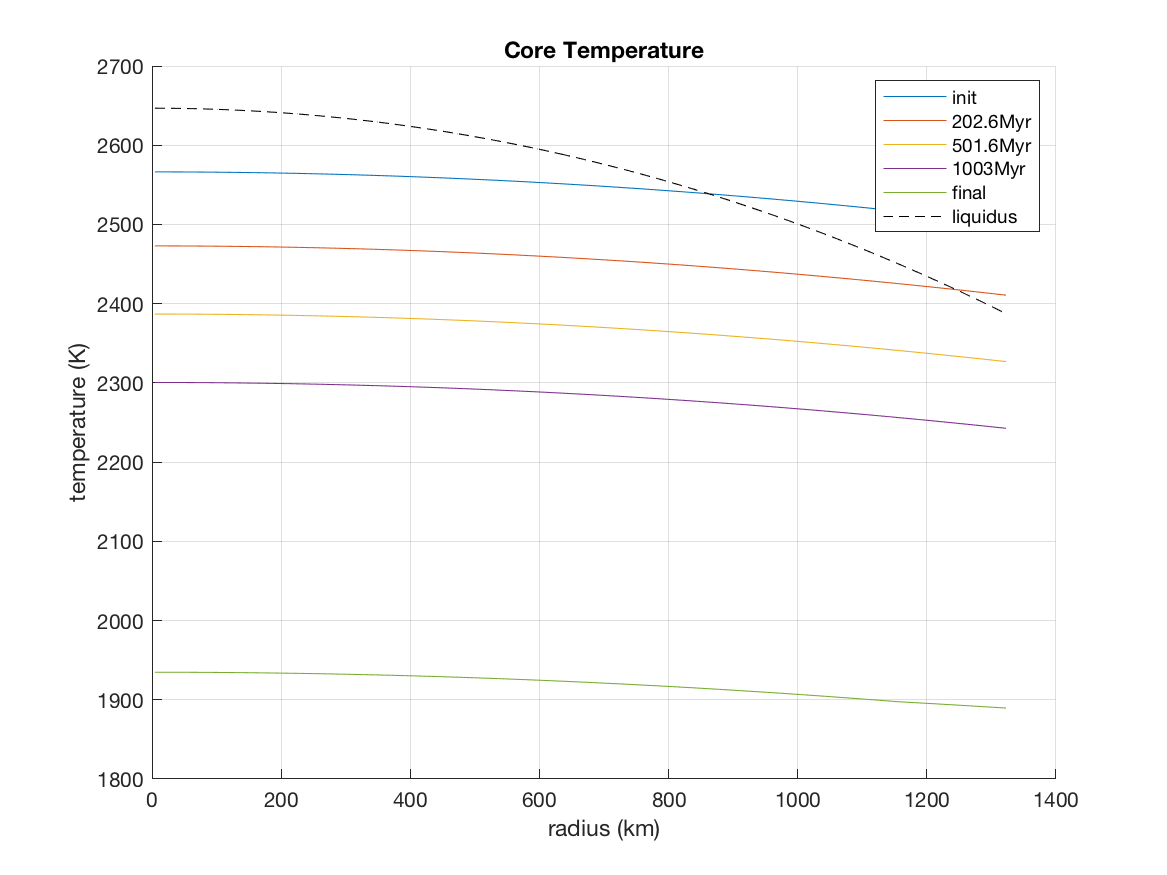 Core Temperature
2700
2600
2500
2400
2300
2200
2100
2000
1900
1800
temperature (K)
init
202.6Myr
501.6Myr
1003Myr
final
liquidus
0 200 400 600 800 1000 1200 1400
radius (km)